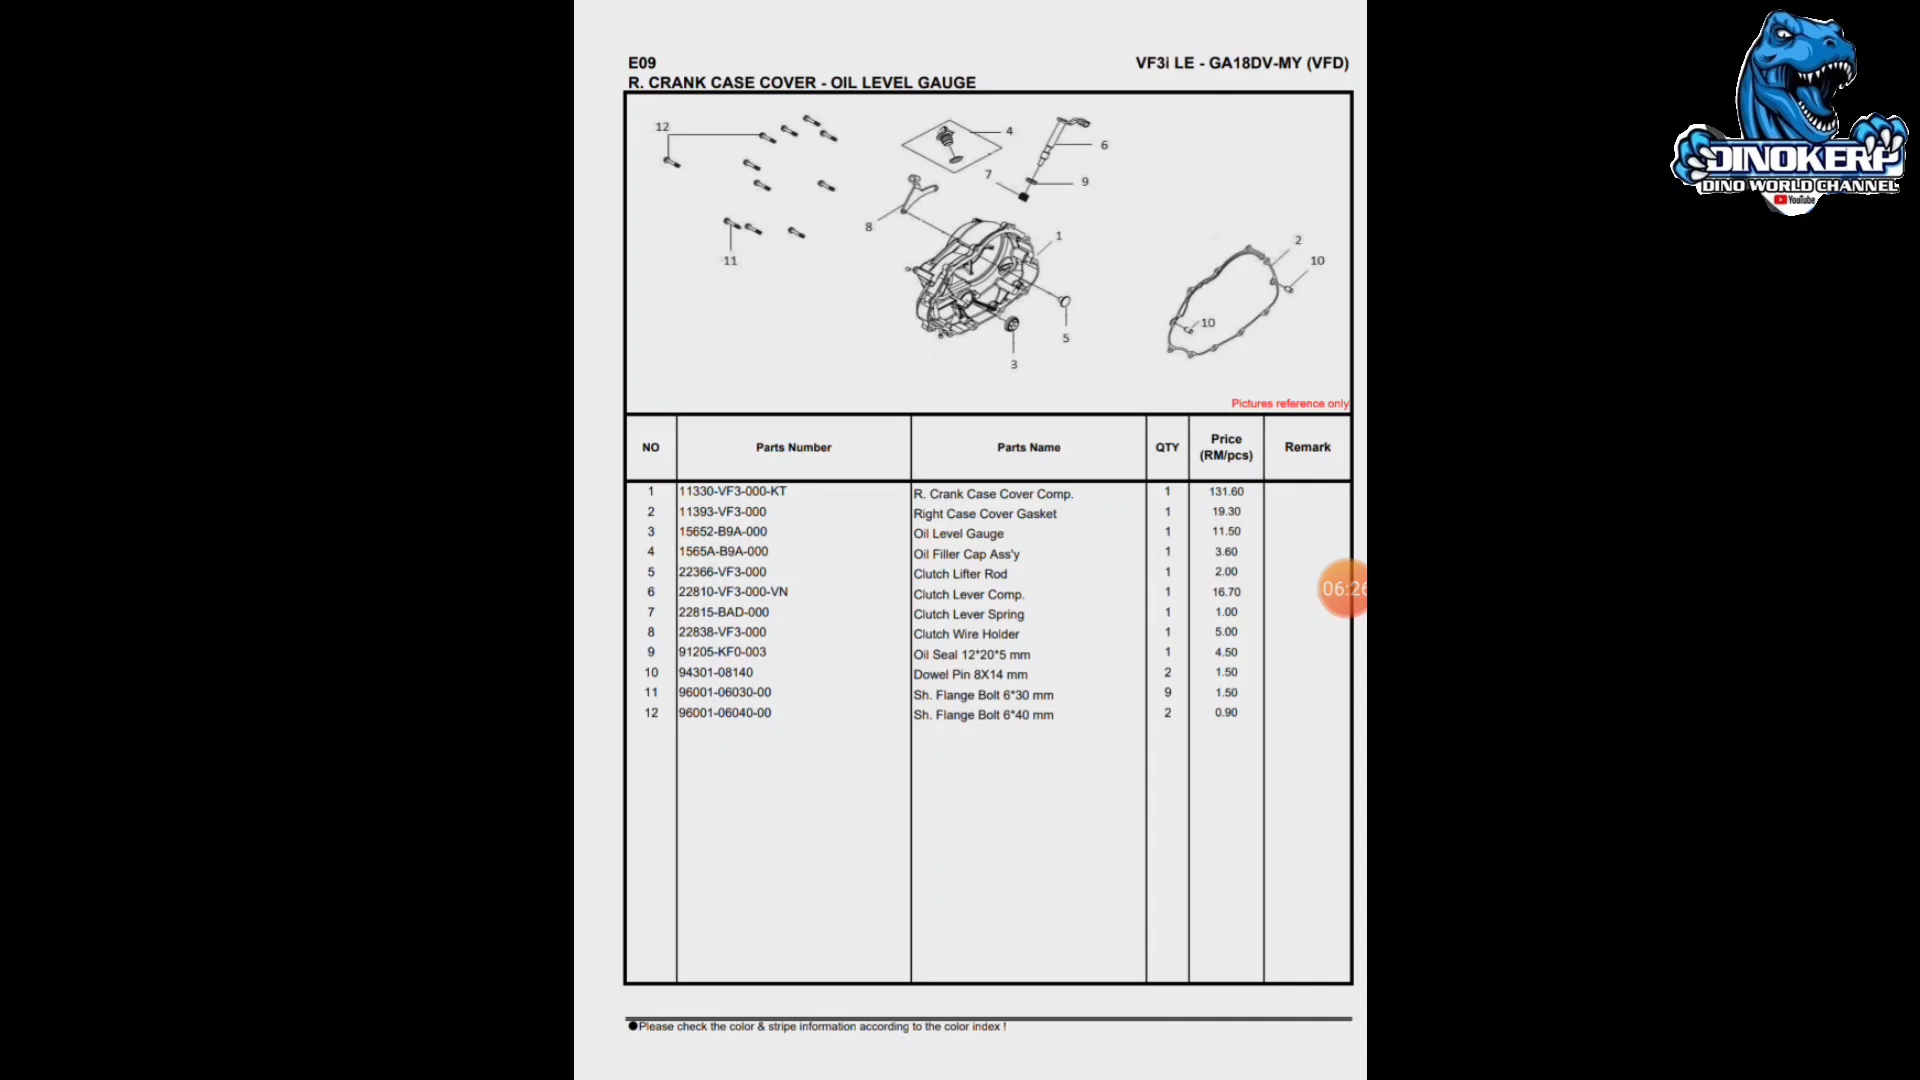 E09
VF3i LE - GA18DV-MY (VFD)
R. CRANK CASE COVER - OIL LEVEL GAUGE
12
4
6
7
9
8
1
2
10
11
10
5
3
Pictures reference only
NO Parts Number Parts Name QTY Price (RM/pcs) Remark
1 11330-VF3-000-KT R. Crank Case Cover Comp. 1 131.60
2 11393-VF3-000 Right Case Cover Gasket 1 19.30
3 15652-B9A-000 Oil Level Gauge 1 11.50
4 1565A-B9A-000 Oil Filler Cap Ass'y 1 3.60
5 22366-VF3-000 Clutch Lifter Rod 1 2.00
6 22810-VF3-000-VN Clutch Lever Comp. 1 16.70
7 22815-BAD-000 Clutch Lever Spring 1 1.00
8 22838-VF3-000 Clutch Wire Holder 1 5.00
9 91205-KF0-003 Oil Seal 12*20*5 mm 1 4.50
10 94301-08140 Dowel Pin 8X14 mm 2 1.50
11 96001-06030-00 Sh. Flange Bolt 6*30 mm 9 1.50
12 96001-06040-00 Sh. Flange Bolt 6*40 mm 2 0.90
●Please check the color & stripe information according to the color index !
06:26
DINOKERP
DINO WORLD CHANNEL
YouTube